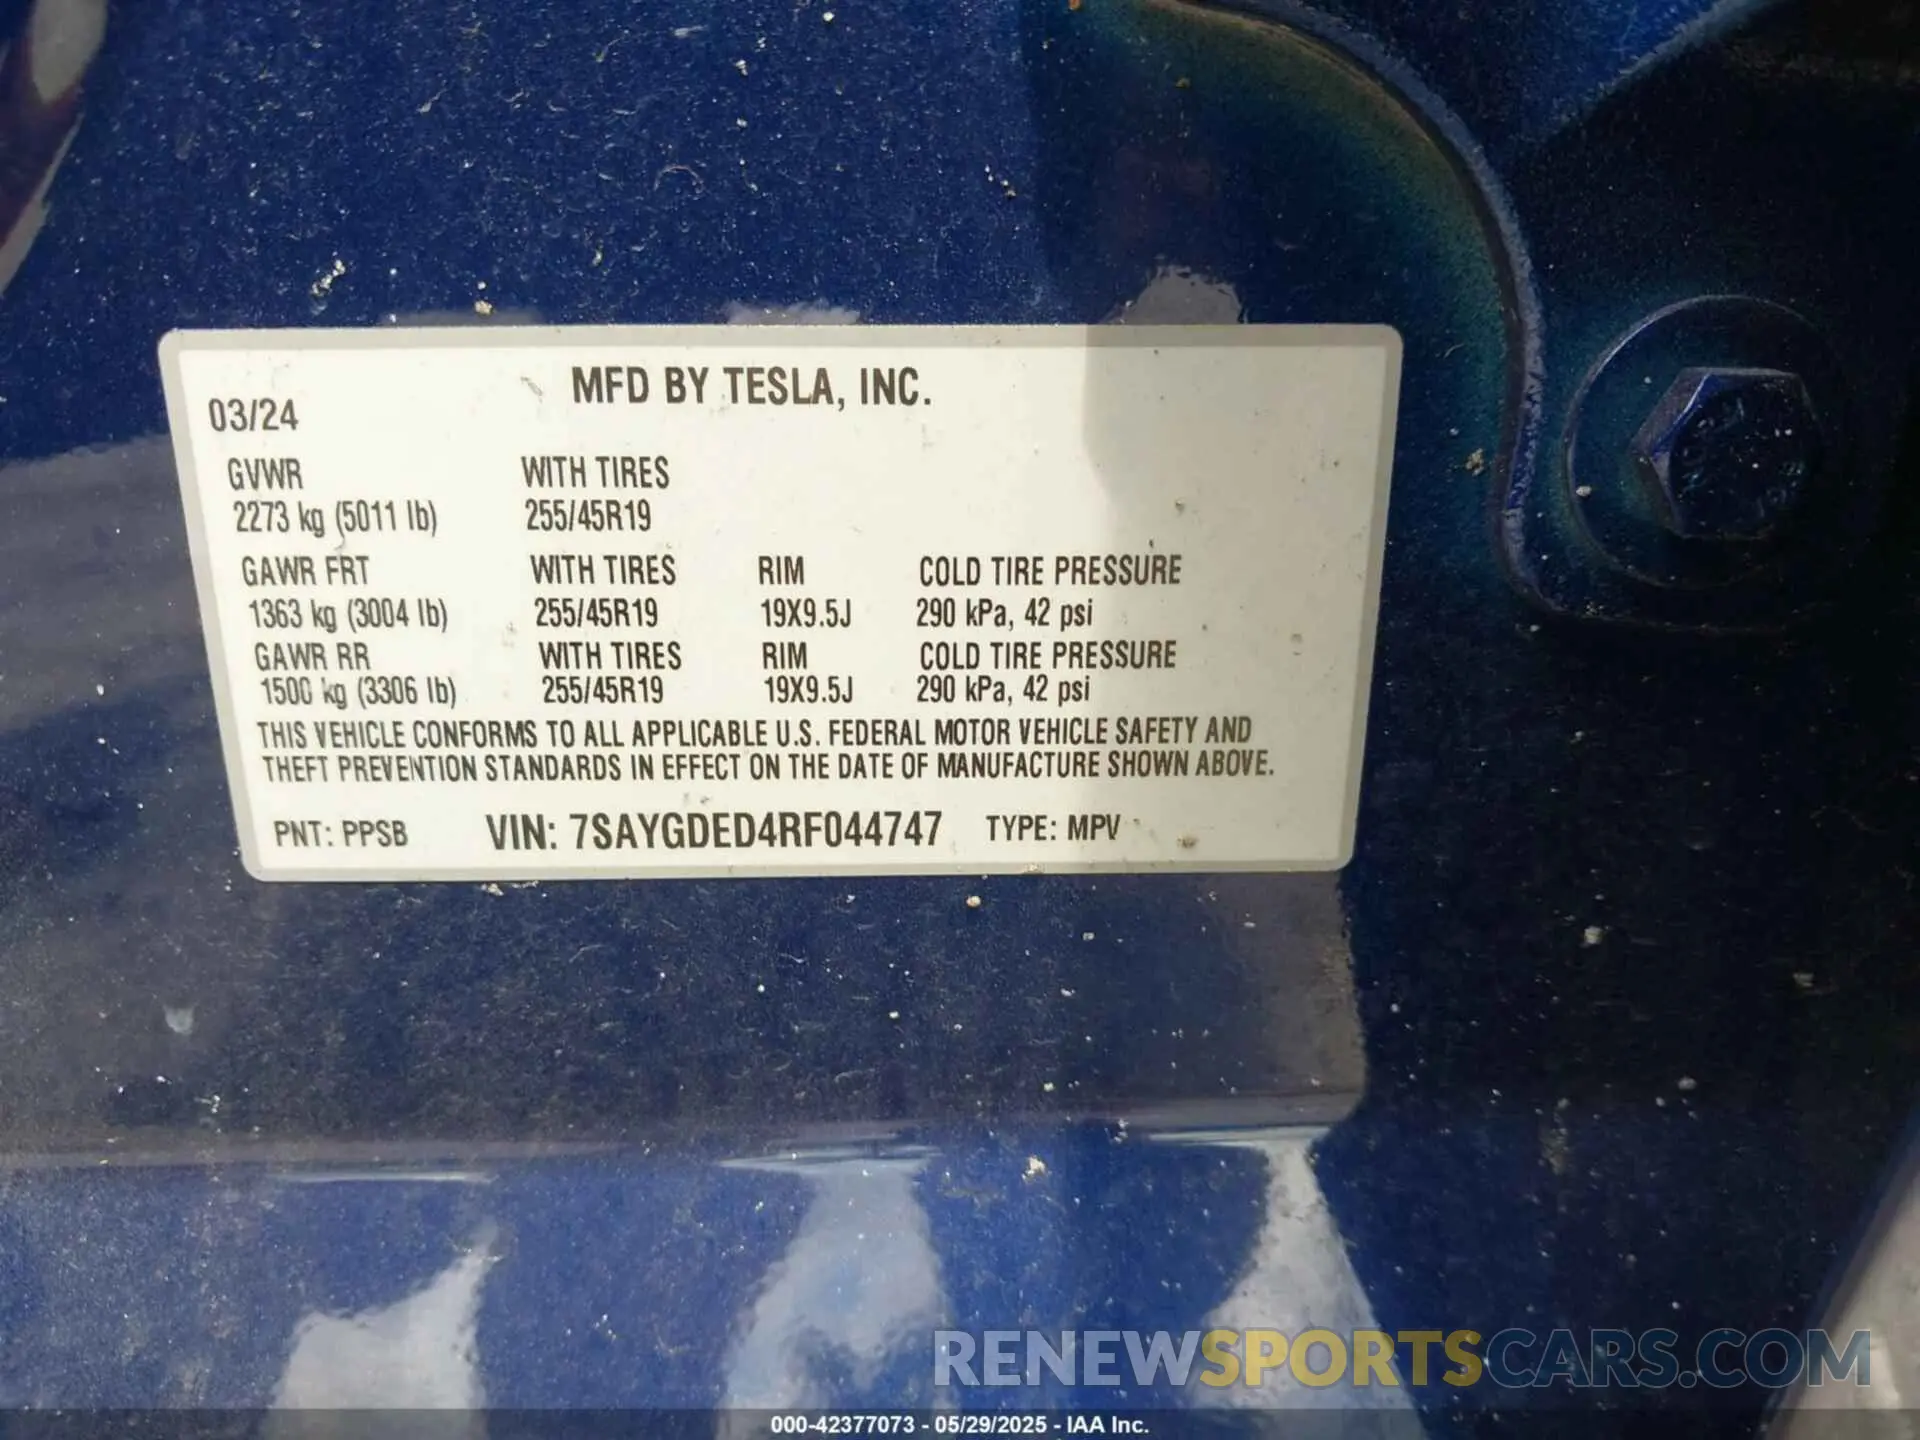 MFD BY TESLA, INC.
03/24
GVWR WITH TIRES
2273 kg (5011 lb) 255/45R19
GAWR FRT WITH TIRES RIM COLD TIRE PRESSURE
1363 kg (3004 lb) 255/45R19 19X9.5J 290 kPa, 42 psi
GAWR RR WITH TIRES RIM COLD TIRE PRESSURE
1500 kg (3306 lb) 255/45R19 19X9.5J 290 kPa, 42 psi
THIS VEHICLE CONFORMS TO ALL APPLICABLE U.S. FEDERAL MOTOR VEHICLE SAFETY AND
THEFT PREVENTION STANDARDS IN EFFECT ON THE DATE OF MANUFACTURE SHOWN ABOVE.
PNT: PPSB VIN: 7SAYGDED4RF044747 TYPE: MPV
RENEWSPORTSCARS.COM
000-42377073 - 05/29/2025 - IAA Inc.